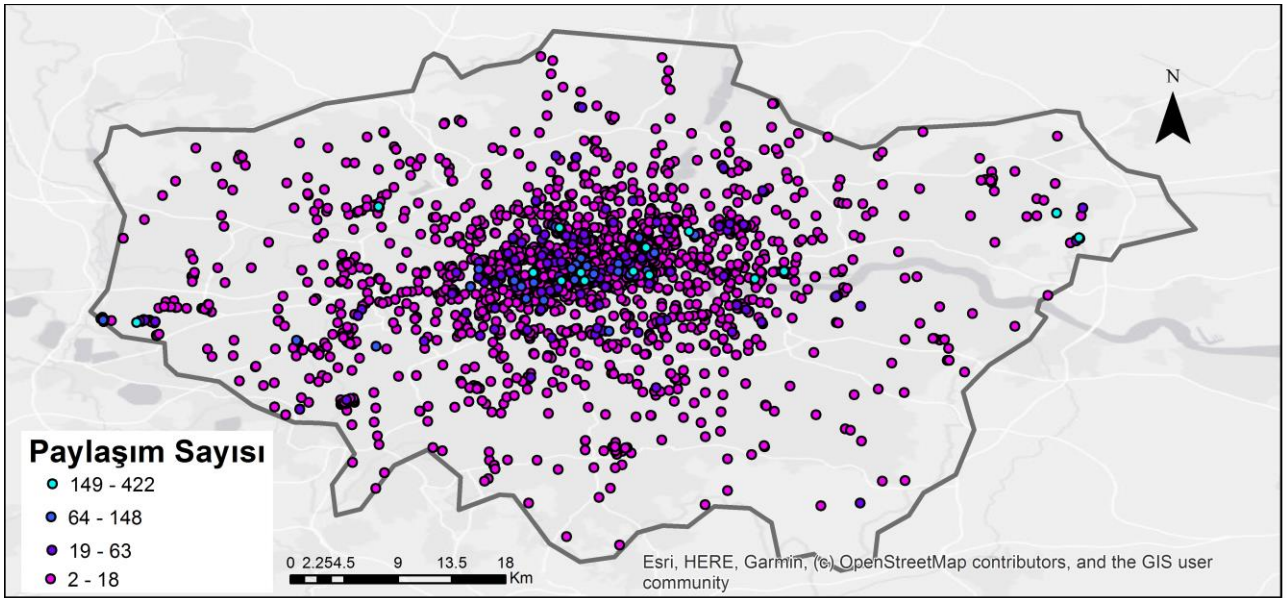 N
Paylaşım Sayısı
149 - 422
64 - 148
19 - 63
2 - 18
0 2.254.5 9 13.5 18
Km
Esri, HERE, Garmin, (c) OpenStreetMap contributors, and the GIS user
community